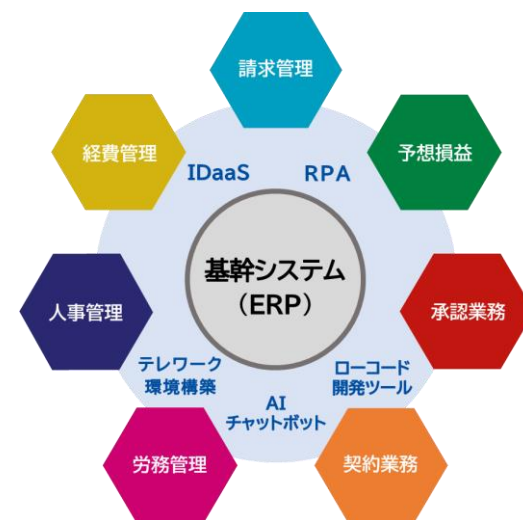 請求管理
経費管理
予想損益
IDaaS
RPA
基幹システム
（ERP）
人事管理
承認業務
テレワーク
環境構築
ローコード
開発ツール
AI
チャットボット
労務管理
契約業務